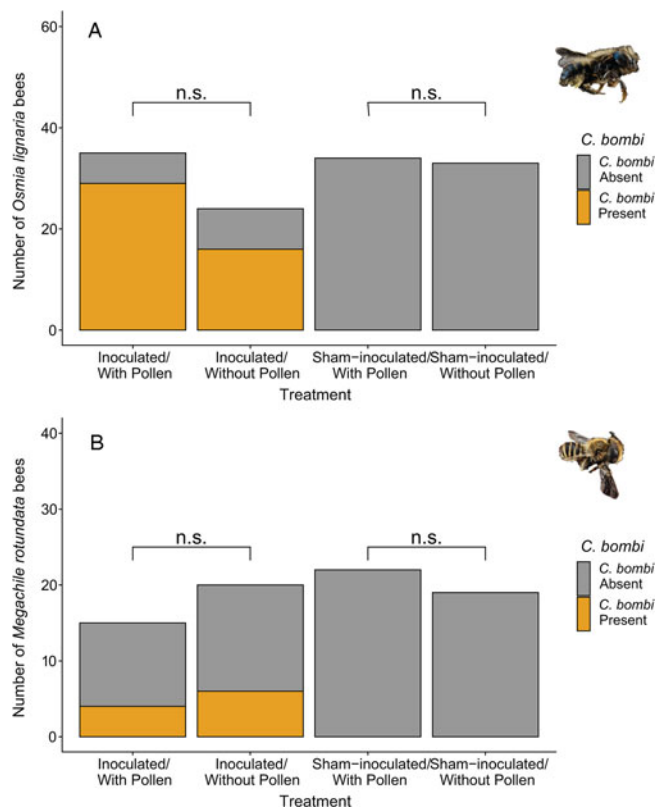 A
Number of Osmia lignaria bees
60
40
20
0
n.s.
n.s.
C. bombi
C. bombi
Absent
C. bombi
Present
Inoculated/
With Pollen
Inoculated/
Without Pollen
Sham−inoculated/
With Pollen
Sham−inoculated/
Without Pollen
Treatment
B
Number of Megachile rotundata bees
40
30
20
10
0
n.s.
n.s.
C. bombi
C. bombi
Absent
C. bombi
Present
Inoculated/
With Pollen
Inoculated/
Without Pollen
Sham−inoculated/
With Pollen
Sham−inoculated/
Without Pollen
Treatment